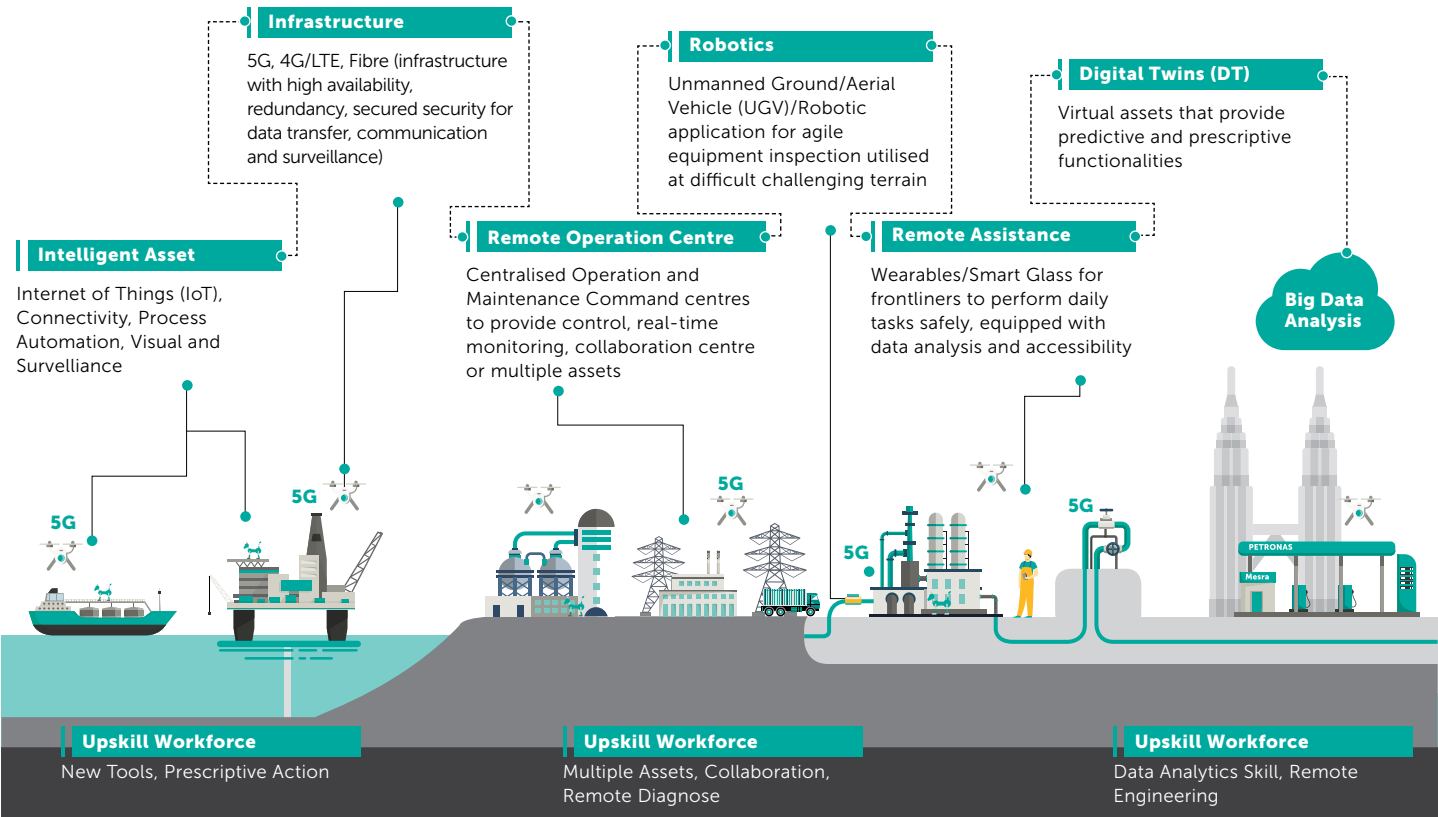 Infrastructure
5G, 4G/LTE, Fibre (infrastructure
with high availability,
redundancy, secured security for
data transfer, communication
and surveillance)
Robotics
Unmanned Ground/Aerial
Vehicle (UGV)/Robotic
application for agile
equipment inspection utilised
at difficult challenging terrain
Digital Twins (DT)
Virtual assets that provide
predictive and prescriptive
functionalities
Intelligent Asset
Internet of Things (IoT),
Connectivity, Process
Automation, Visual and
Survelliance
Remote Operation Centre
Centralised Operation and
Maintenance Command centres
to provide control, real-time
monitoring, collaboration centre
or multiple assets
Remote Assistance
Wearables/Smart Glass for
frontliners to perform daily
tasks safely, equipped with
data analysis and accessibility
Big Data
Analysis
5G
5G
5G
5G
5G
PETRONAS
Mesra
Upskill Workforce
New Tools, Prescriptive Action
Upskill Workforce
Multiple Assets, Collaboration,
Remote Diagnose
Upskill Workforce
Data Analytics Skill, Remote
Engineering